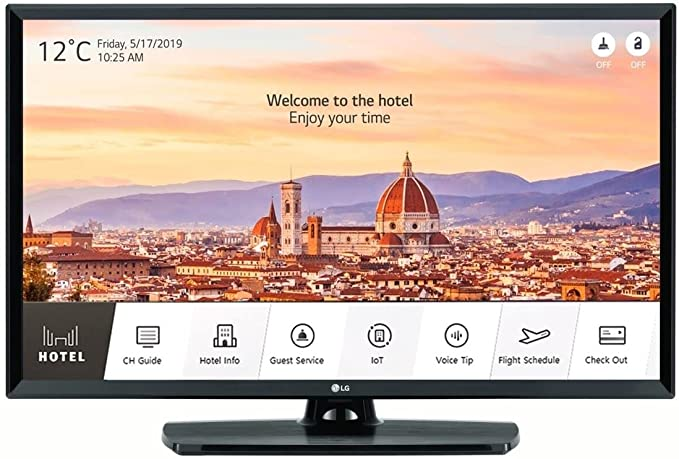 12°C
Friday, 5/17/2019
10:25 AM
OFF
OFF
Welcome to the hotel
Enjoy your time
HOTEL
CH Guide
Hotel Info
Guest Service
IoT
Voice Tip
Flight Schedule
Check Out
LG